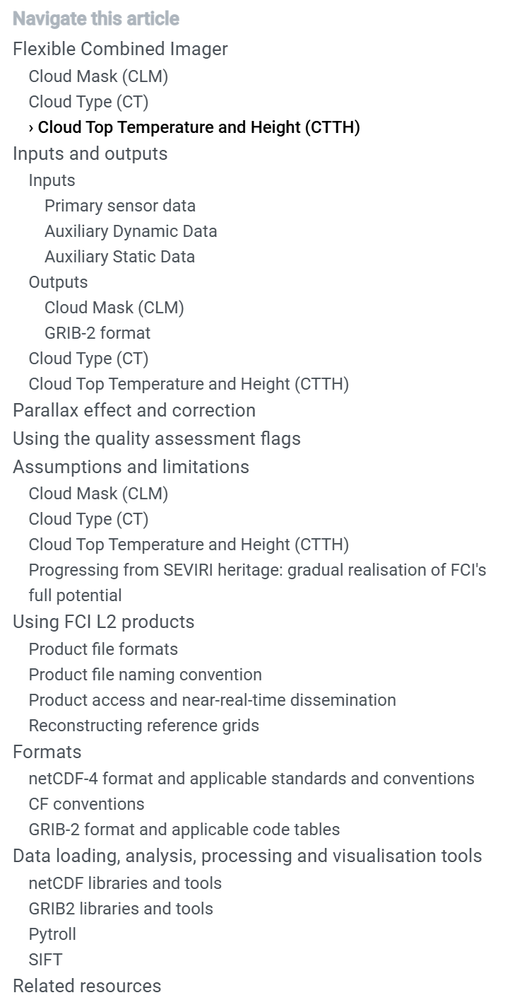 Navigate this article
Flexible Combined Imager
Cloud Mask (CLM)
Cloud Type (CT)
› Cloud Top Temperature and Height (CTTH)
Inputs and outputs
Inputs
Primary sensor data
Auxiliary Dynamic Data
Auxiliary Static Data
Outputs
Cloud Mask (CLM)
GRIB-2 format
Cloud Type (CT)
Cloud Top Temperature and Height (CTTH)
Parallax effect and correction
Using the quality assessment flags
Assumptions and limitations
Cloud Mask (CLM)
Cloud Type (CT)
Cloud Top Temperature and Height (CTTH)
Progressing from SEVIRI heritage: gradual realisation of FCI's
full potential
Using FCI L2 products
Product file formats
Product file naming convention
Product access and near-real-time dissemination
Reconstructing reference grids
Formats
netCDF-4 format and applicable standards and conventions
CF conventions
GRIB-2 format and applicable code tables
Data loading, analysis, processing and visualisation tools
netCDF libraries and tools
GRIB2 libraries and tools
Pytroll
SIFT
Related resources